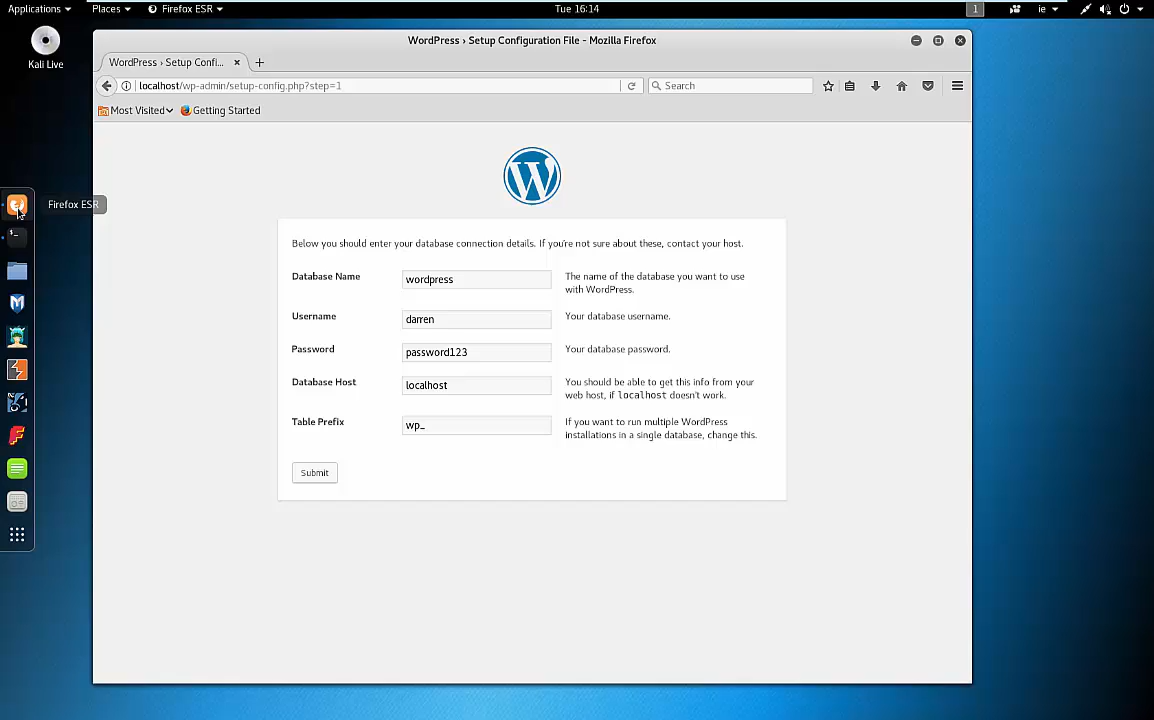 Applications Places Firefox ESR Tue 16:14 1 ie
Kali Live
WordPress › Setup Configuration File - Mozilla Firefox
WordPress › Setup Confi...
localhost/wp-admin/setup-config.php?step=1
Search
Most Visited Getting Started
Firefox ESR
Below you should enter your database connection details. If you're not sure about these, contact your host.
Database Name wordpress The name of the database you want to use
with WordPress.
Username darren Your database username.
Password password123 Your database password.
Database Host localhost You should be able to get this info from your
web host, if localhost doesn't work.
Table Prefix wp_ If you want to run multiple WordPress
installations in a single database, change this.
Submit